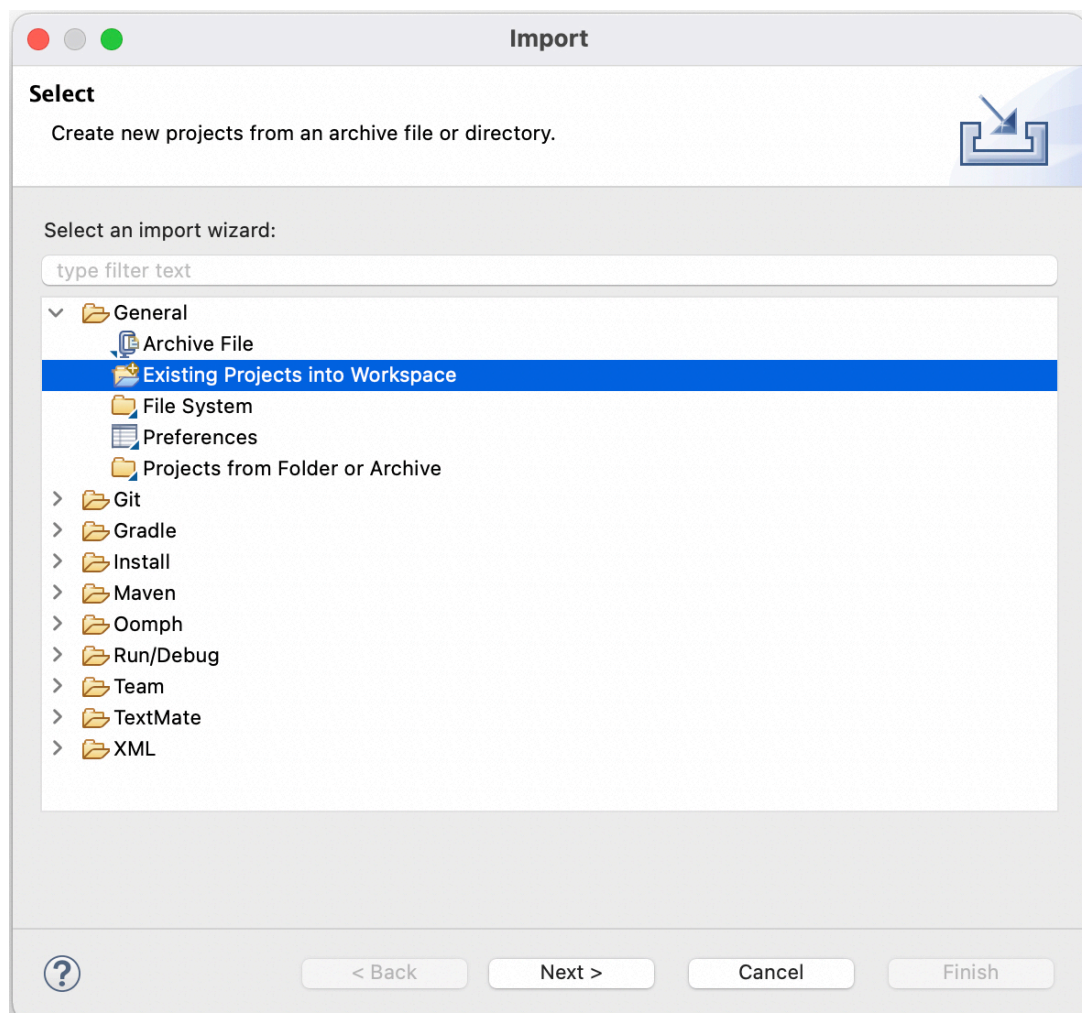 Import
Select
Create new projects from an archive file or directory.
Select an import wizard:
type filter text
General
Archive File
Existing Projects into Workspace
File System
Preferences
Projects from Folder or Archive
Git
Gradle
Install
Maven
Oomph
Run/Debug
Team
TextMate
XML
? < Back Next > Cancel Finish